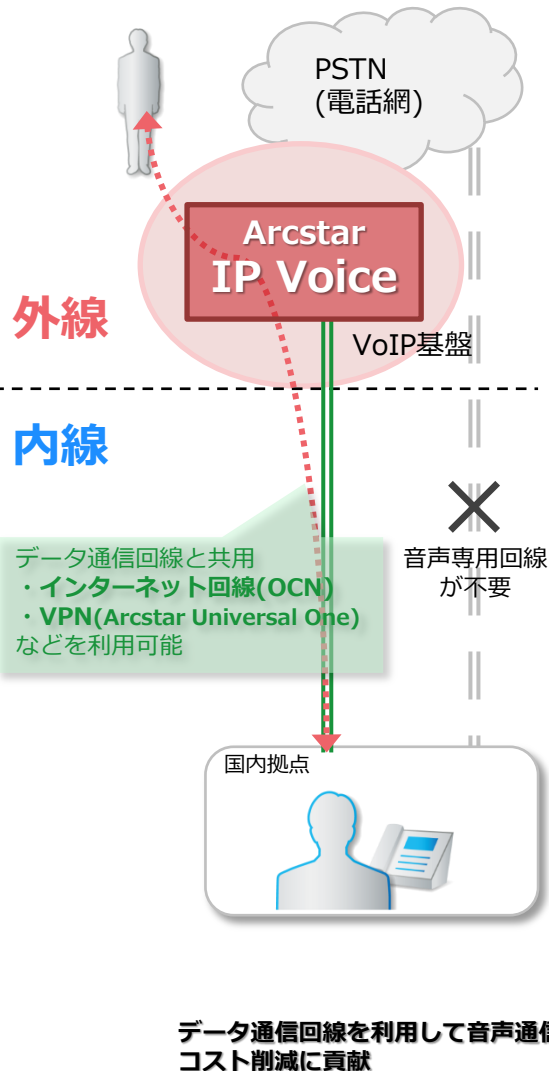 PSTN
(電話網)
Arcstar
IP Voice
外線
VoIP基盤
内線
データ通信回線と共用
・インターネット回線(OCN)
・VPN(Arcstar Universal One)
などを利用可能
音声専用回線
が不要
国内拠点
データ通信回線を利用して音声通信
コスト削減に貢献